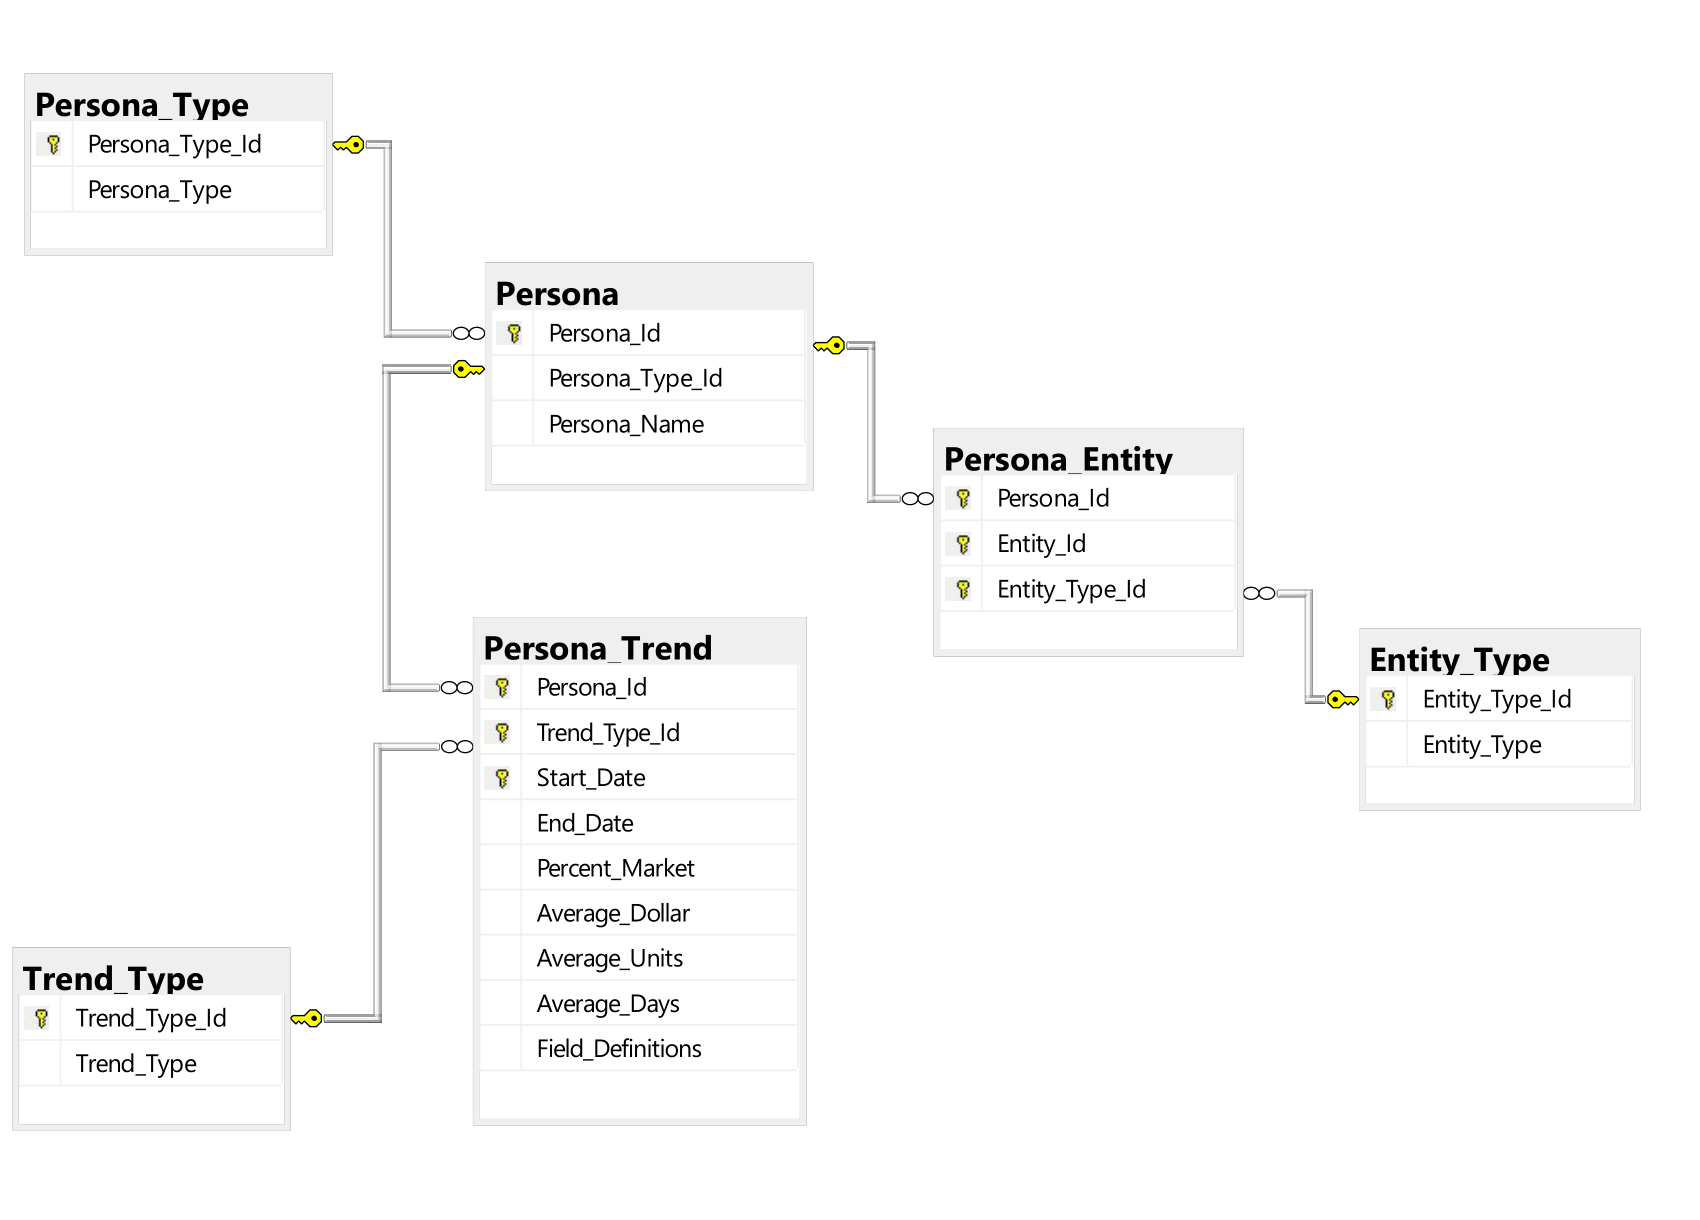 Persona_Type
Persona_Type_Id
Persona_Type
Persona
Persona_Id
Persona_Type_Id
Persona_Name
Persona_Entity
Persona_Id
Entity_Id
Entity_Type_Id
Persona_Trend
Persona_Id
Trend_Type_Id
Start_Date
End_Date
Percent_Market
Average_Dollar
Average_Units
Average_Days
Field_Definitions
Entity_Type
Entity_Type_Id
Entity_Type
Trend_Type
Trend_Type_Id
Trend_Type